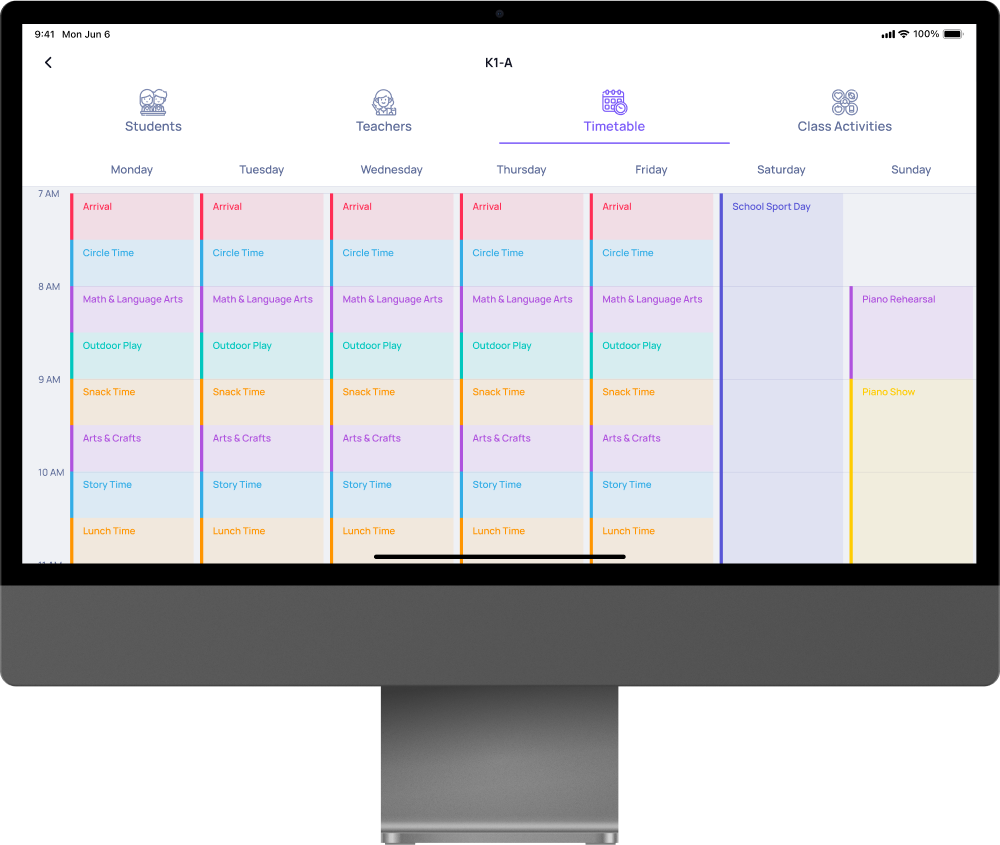 9:41 Mon Jun 6 100%
K1-A
Students Teachers Timetable Class Activities
Monday Tuesday Wednesday Thursday Friday Saturday Sunday
7 AM
Arrival Arrival Arrival Arrival Arrival School Sport Day
Circle Time Circle Time Circle Time Circle Time Circle Time
8 AM
Math & Language Arts Math & Language Arts Math & Language Arts Math & Language Arts Math & Language Arts Piano Rehearsal
Outdoor Play Outdoor Play Outdoor Play Outdoor Play Outdoor Play
9 AM
Snack Time Snack Time Snack Time Snack Time Snack Time Piano Show
Arts & Crafts Arts & Crafts Arts & Crafts Arts & Crafts Arts & Crafts
10 AM
Story Time Story Time Story Time Story Time Story Time
Lunch Time Lunch Time Lunch Time Lunch Time Lunch Time